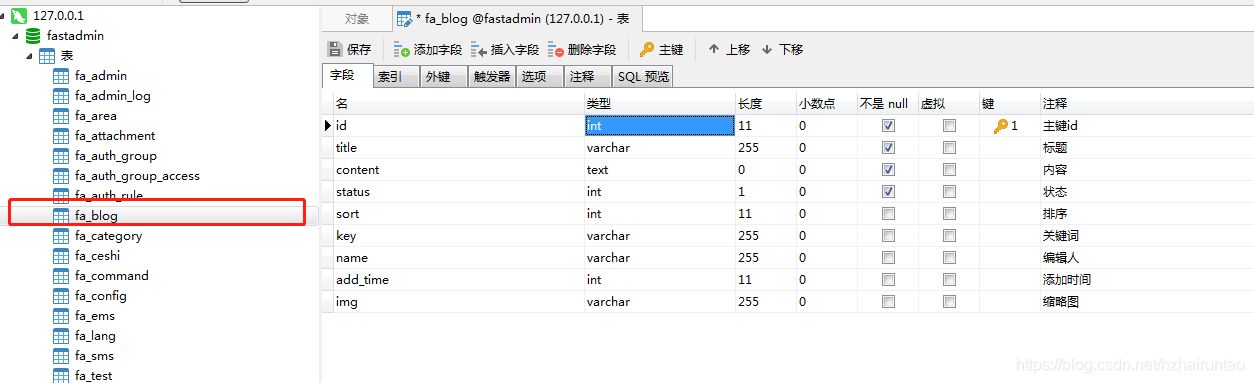 127.0.0.1
fastadmin
表
fa_admin
fa_admin_log
fa_area
fa_attachment
fa_auth_group
fa_auth_group_access
fa_auth_rule
fa_blog
fa_category
fa_ceshi
fa_command
fa_config
fa_ems
fa_lang
fa_sms
fa_test
对象 * fa_blog @fastadmin (127.0.0.1) - 表
保存 添加字段 插入字段 删除字段 主键 上移 下移
字段 索引 外键 触发器 选项 注释 SQL 预览
名 类型 长度 小数点 不是 null 虚拟 键 注释
id int 11 0 1 主键id
title varchar 255 0 标题
content text 0 0 内容
status int 1 0 状态
sort int 11 0 排序
key varchar 255 0 关键词
name varchar 255 0 编辑人
add_time int 11 0 添加时间
img varchar 255 0 缩略图
https://blog.csdn.net/hzhairuntao